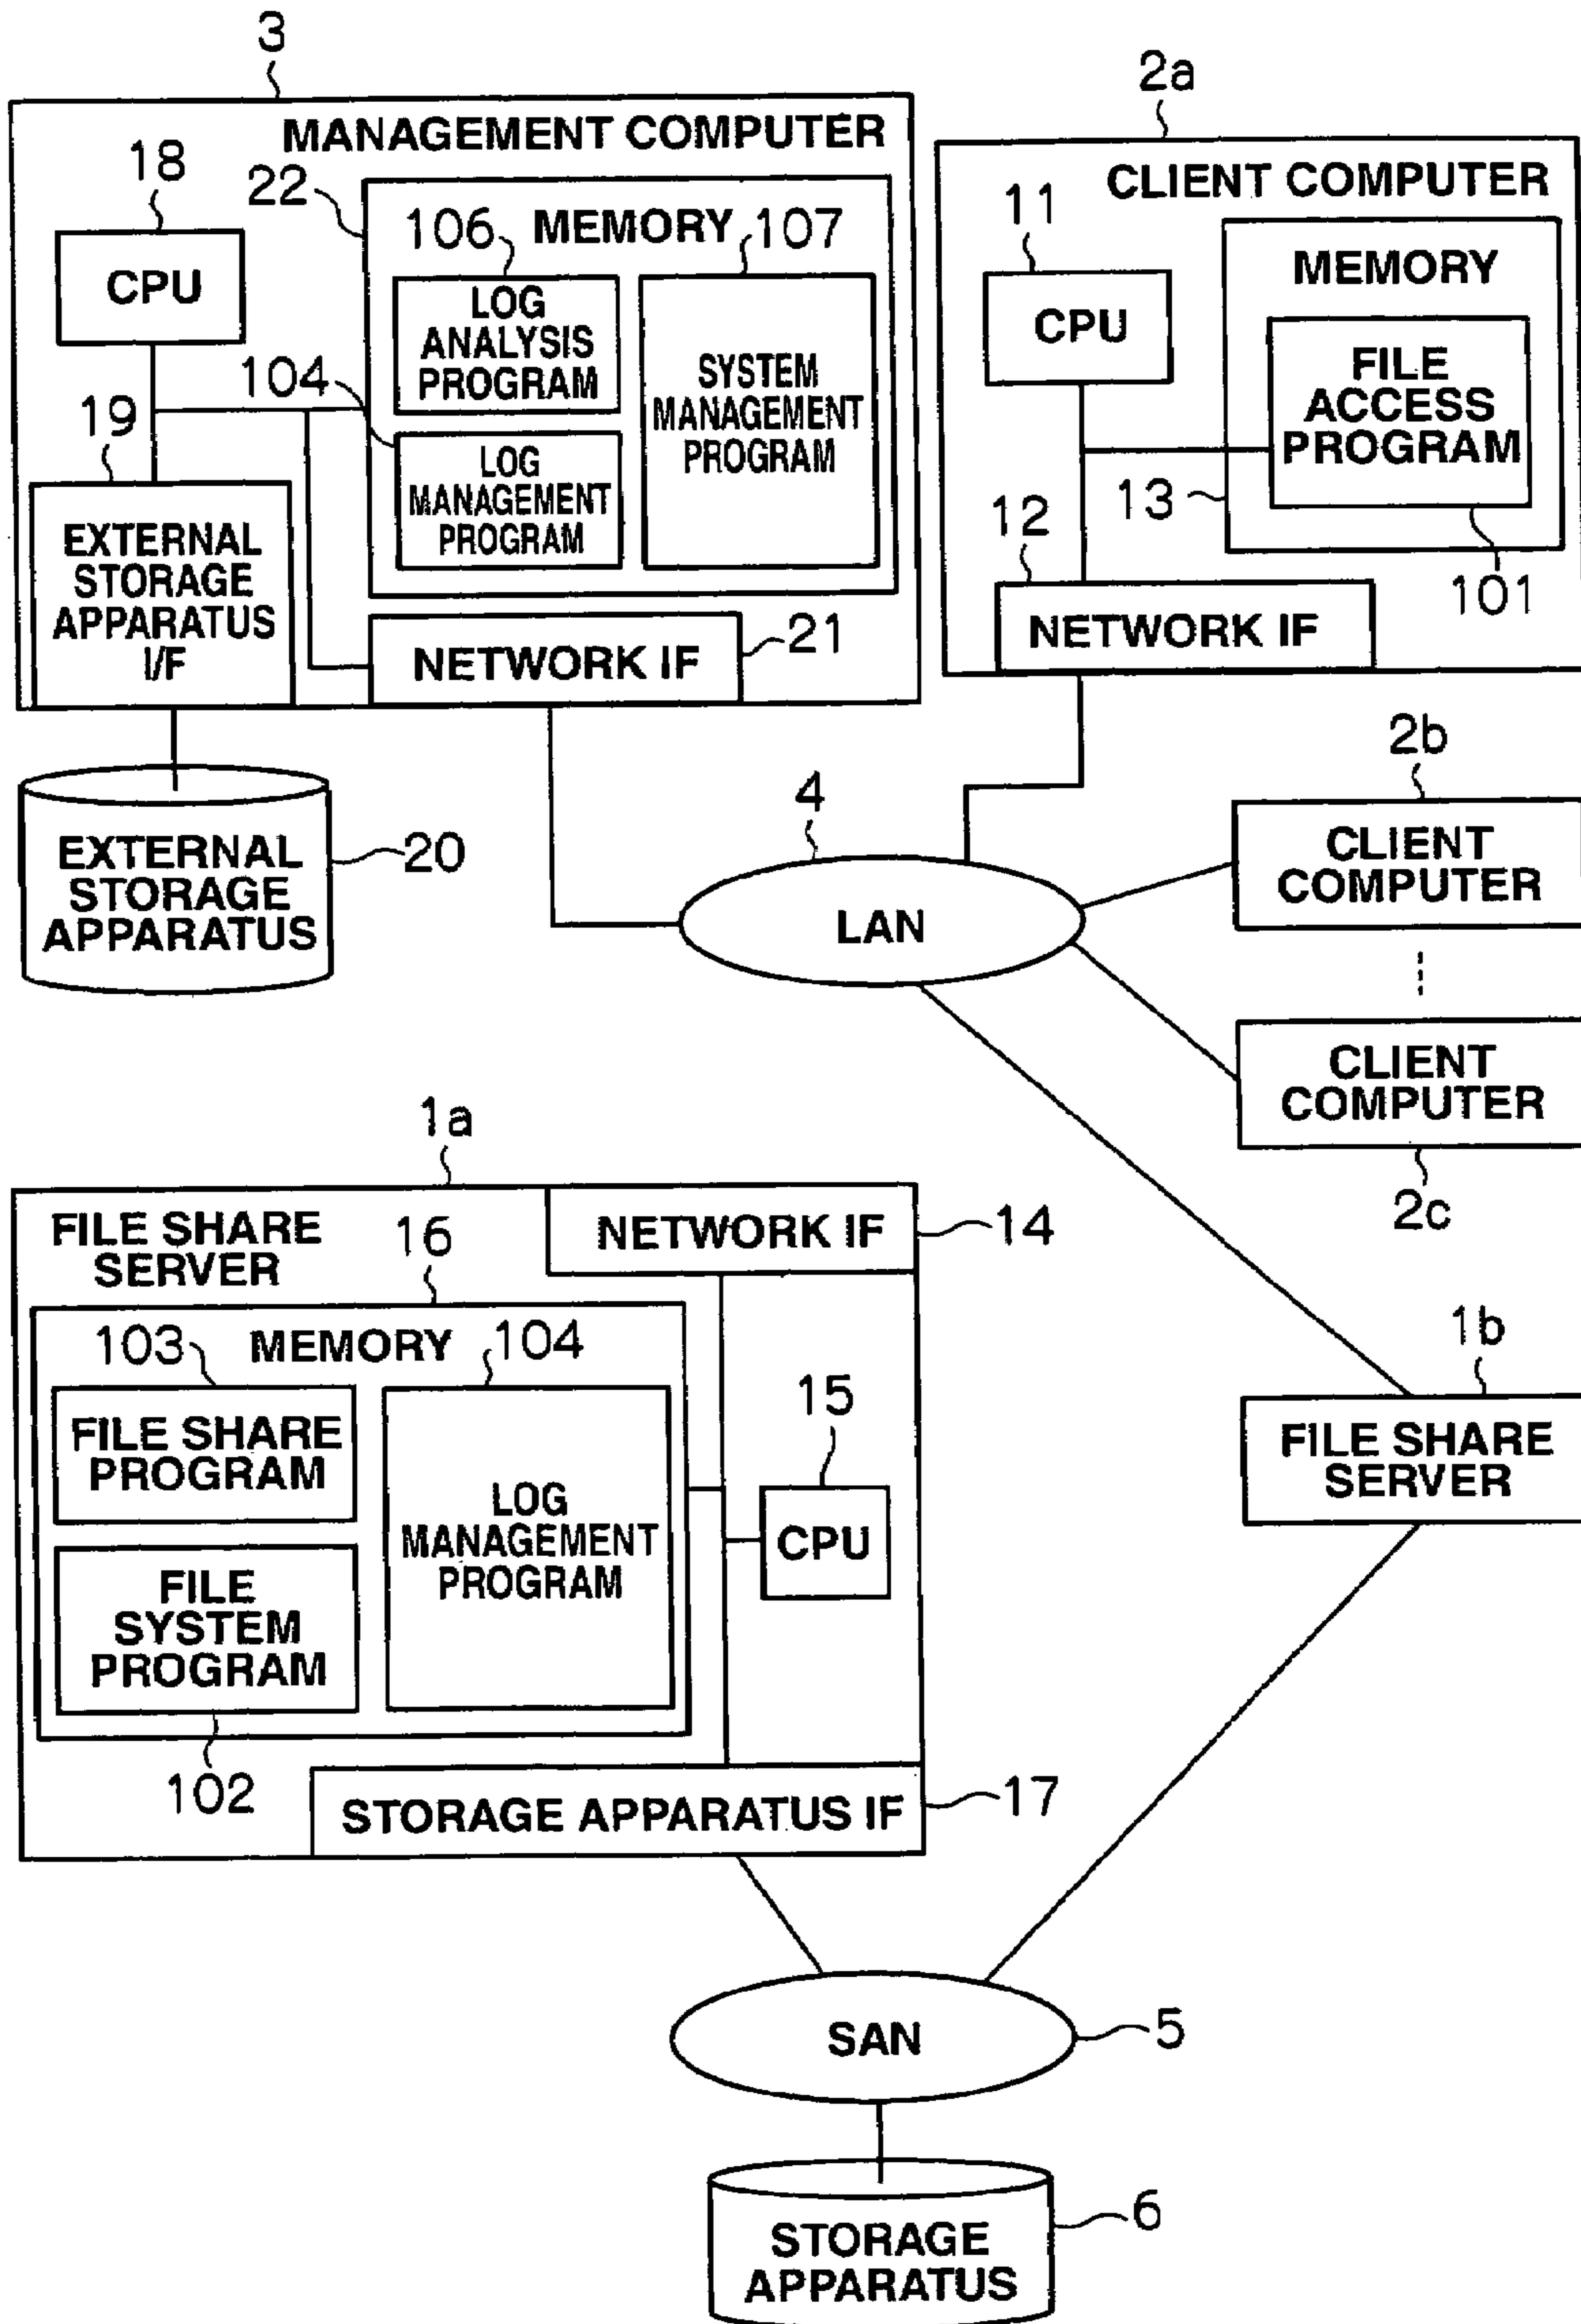 3
MANAGEMENT COMPUTER
18
22
CPU
MEMORY
106
107
LOG
ANALYSIS
PROGRAM
SYSTEM
MANAGEMENT
PROGRAM
104
LOG
MANAGEMENT
PROGRAM
19
EXTERNAL
STORAGE
APPARATUS
I/F
NETWORK IF
21
EXTERNAL
STORAGE
APPARATUS
20
2a
CLIENT COMPUTER
11
CPU
MEMORY
FILE
ACCESS
PROGRAM
13
12
101
NETWORK IF
4
LAN
2b
CLIENT
COMPUTER
CLIENT
COMPUTER
2c
1a
FILE SHARE
SERVER
NETWORK IF
14
16
MEMORY
103
104
FILE SHARE
PROGRAM
LOG
MANAGEMENT
PROGRAM
15
CPU
FILE
SYSTEM
PROGRAM
102
STORAGE APPARATUS IF
17
1b
FILE SHARE
SERVER
SAN
5
STORAGE
APPARATUS
6